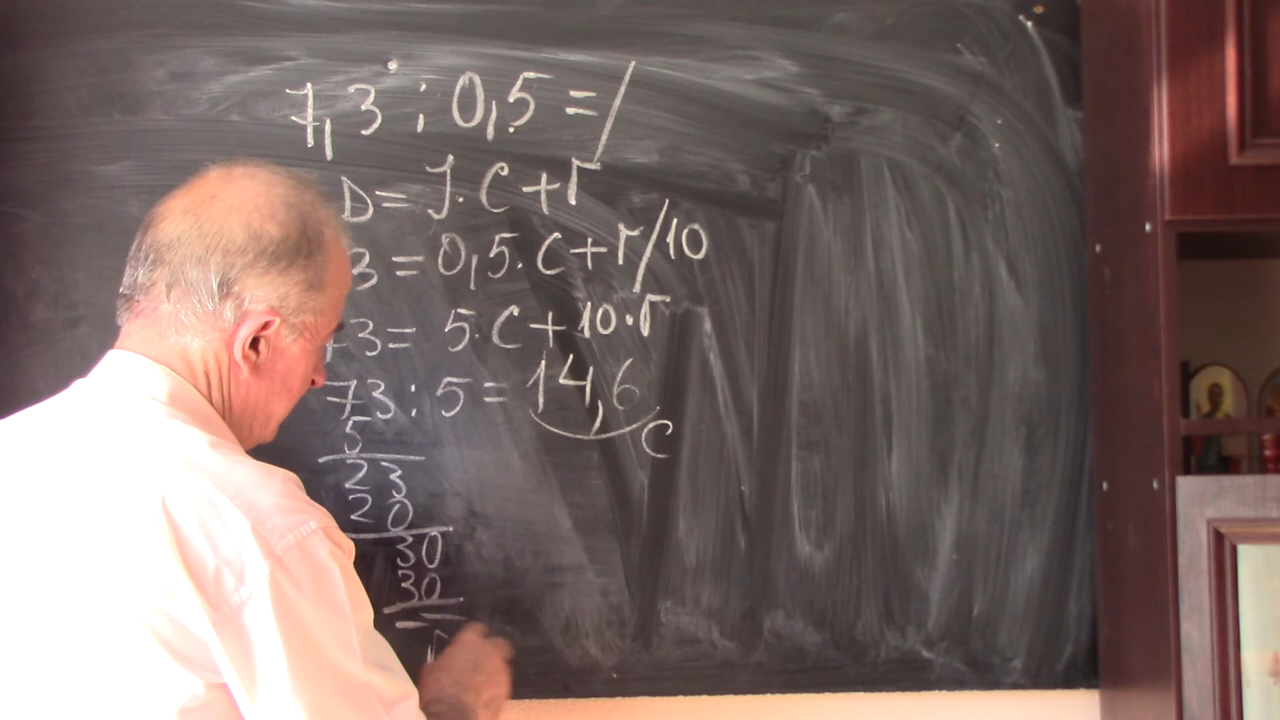 7,3 : 0,5 =/
D = Î.C + r
3 = 0,5.C + r/10
73 = 5.C + 10.r
73 : 5 = 14,6
5
C
23
20
30
30
==